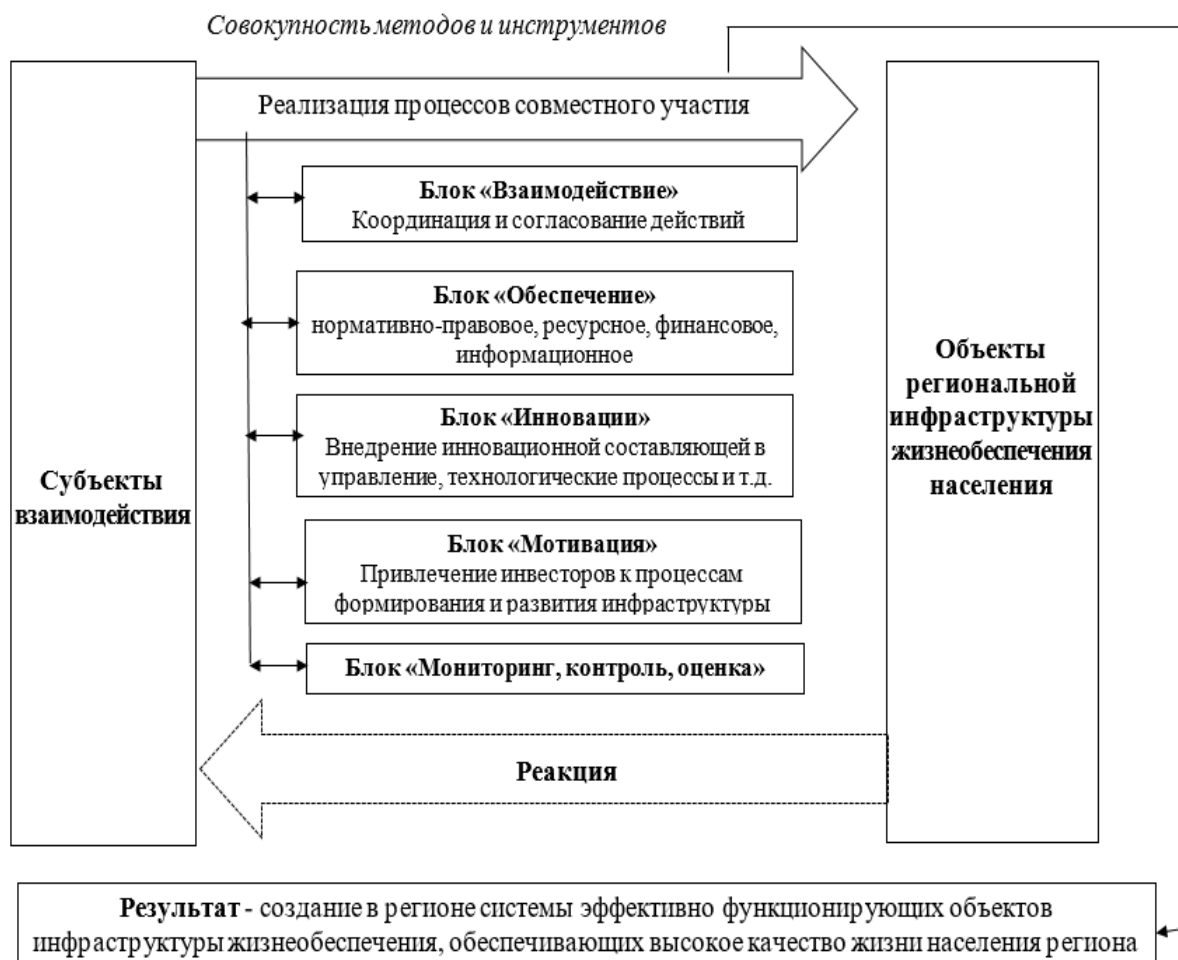 Совокупность методов и инструментов
Реализация процессов совместного участия
Блок «Взаимодействие»
Координация и согласование действий
Блок «Обеспечение»
нормативно-правовое, ресурсное, финансовое,
информационное
Блок «Инновации»
Внедрение инновационной составляющей в
управление, технологические процессы и т.д.
Блок «Мотивация»
Привлечение инвесторов к процессам
формирования и развития инфраструктуры
Блок «Мониторинг, контроль, оценка»
Субъекты
взаимодействия
Объекты
региональной
инфраструктуры
жизнеобеспечения
населения
Реакция
Результат - создание в регионе системы эффективно функционирующих объектов
инфраструктуры жизнеобеспечения, обеспечивающих высокое качество жизни населения региона